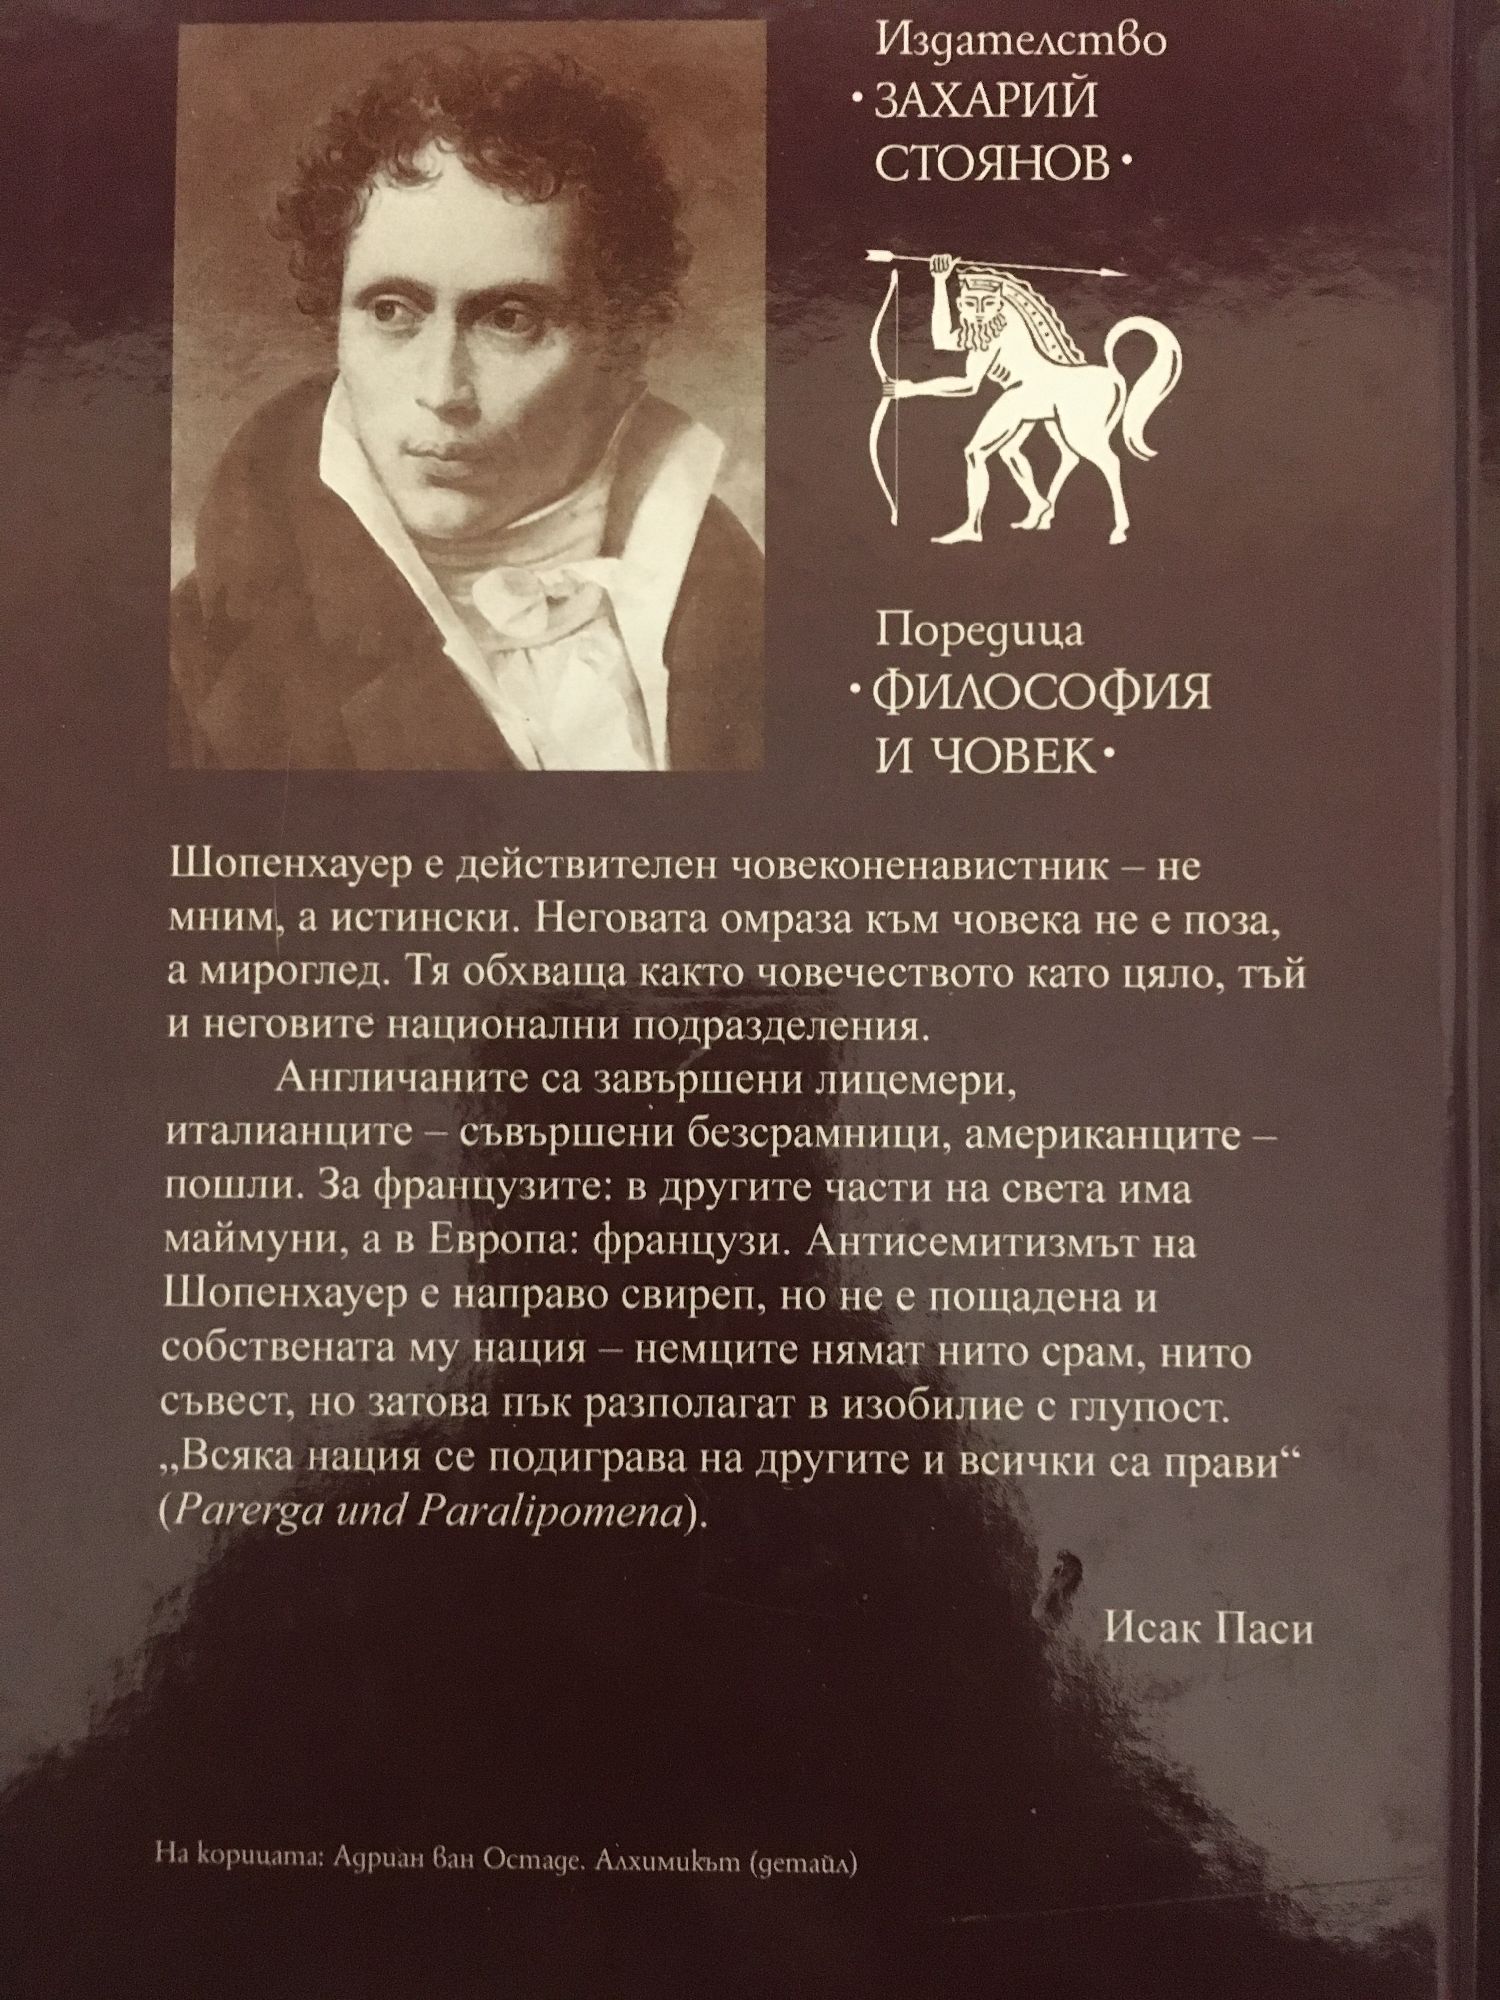 Издателство
• ЗАХАРИЙ
СТОЯНОВ •
Поредица
• ФИЛОСОФИЯ
И ЧОВЕК •
Шопенхауер е действителен човеконенавистник – не
мним, а истински. Неговата омраза към човека не е поза,
а мироглед. Тя обхваща както човечеството като цяло, тъй
и неговите национални подразделения.
Англичаните са завършени лицемери,
италианците – съвършени безсрамници, американците –
пошли. За французите: в другите части на света има
маймуни, а в Европа: французи. Антисемитизмът на
Шопенхауер е направо свиреп, но не е пощадена и
собствената му нация – немците нямат нито срам, нито
съвест, но затова пък разполагат в изобилие с глупост.
„Всяка нация се подиграва на другите и всички са прави“
(Parerga und Paralipomena).
Исак Паси
На корицата: Адриан ван Остаде. Алхимикът (детайл)